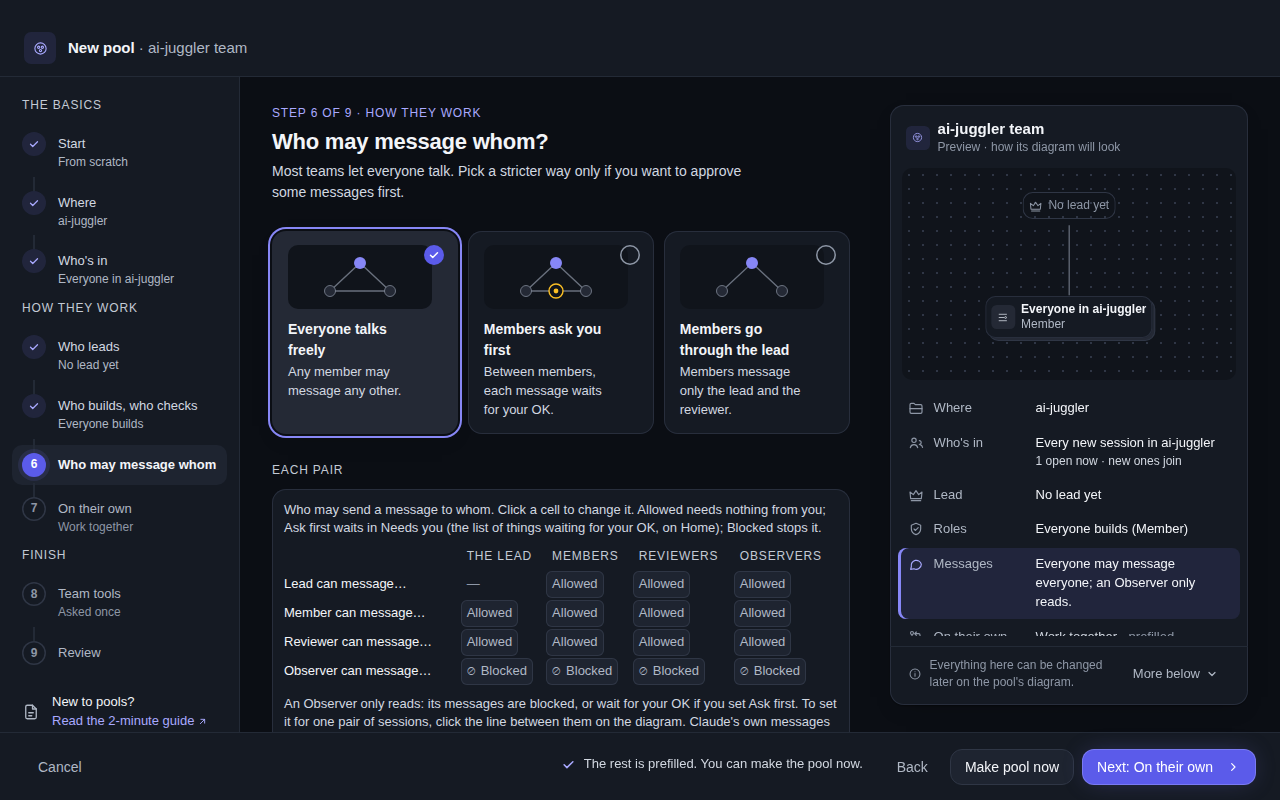 New pool · ai-juggler team
THE BASICS
Start
From scratch
Where
ai-juggler
Who's in
Everyone in ai-juggler
HOW THEY WORK
Who leads
No lead yet
Who builds, who checks
Everyone builds
6 Who may message whom
7 On their own
Work together
FINISH
8 Team tools
Asked once
9 Review
New to pools?
Read the 2-minute guide
STEP 6 OF 9 · HOW THEY WORK
Who may message whom?
Most teams let everyone talk. Pick a stricter way only if you want to approve
some messages first.
Everyone talks
freely
Any member may
message any other.
Members ask you
first
Between members,
each message waits
for your OK.
Members go
through the lead
Members message
only the lead and the
reviewer.
EACH PAIR
Who may send a message to whom. Click a cell to change it. Allowed needs nothing from you;
Ask first waits in Needs you (the list of things waiting for your OK, on Home); Blocked stops it.
THE LEAD MEMBERS REVIEWERS OBSERVERS
Lead can message… — Allowed Allowed Allowed
Member can message… Allowed Allowed Allowed Allowed
Reviewer can message… Allowed Allowed Allowed Allowed
Observer can message… Blocked Blocked Blocked Blocked
An Observer only reads: its messages are blocked, or wait for your OK if you set Ask first. To set
it for one pair of sessions, click the line between them on the diagram. Claude's own messages
ai-juggler team
Preview · how its diagram will look
No lead yet
Everyone in ai-juggler
Member
Where ai-juggler
Who's in Every new session in ai-juggler
1 open now · new ones join
Lead No lead yet
Roles Everyone builds (Member)
Messages Everyone may message
everyone; an Observer only
reads.
On their own Work together · prefilled
Everything here can be changed
later on the pool's diagram.
More below
Cancel
The rest is prefilled. You can make the pool now.
Back
Make pool now
Next: On their own